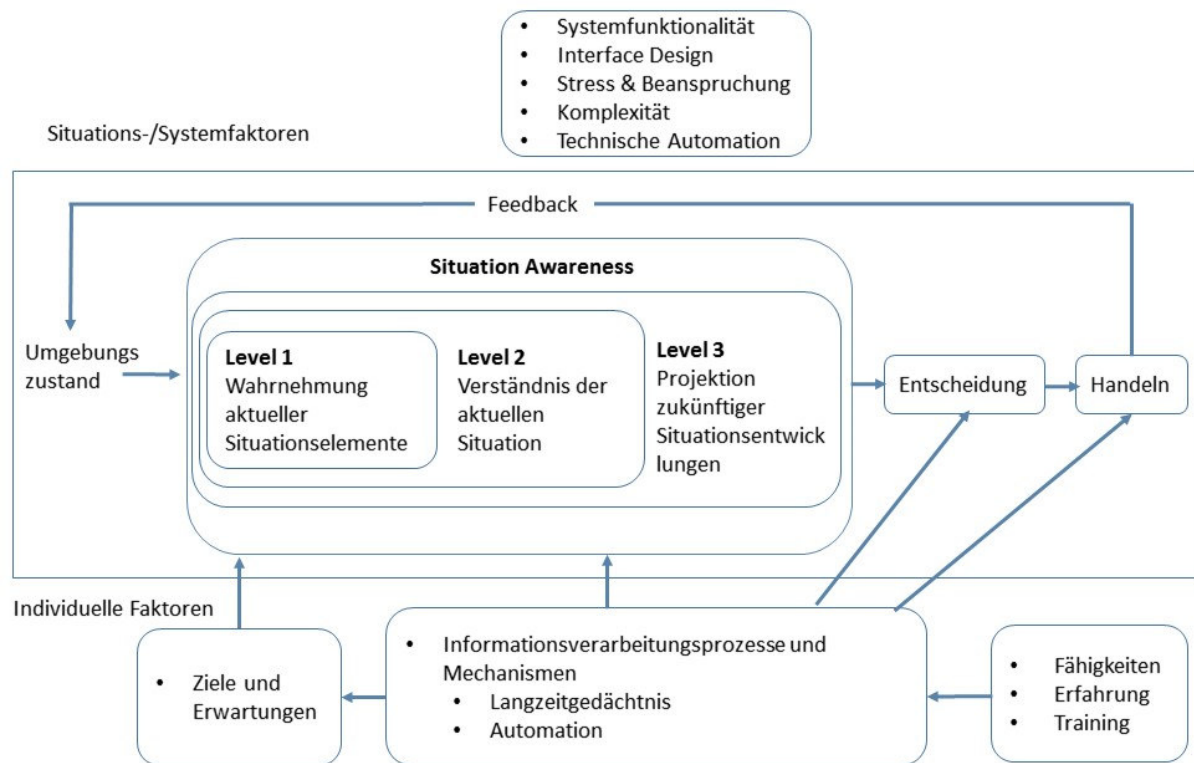 • Systemfunktionalität
• Interface Design
• Stress & Beanspruchung
• Komplexität
• Technische Automation
Situations-/Systemfaktoren
Feedback
Situation Awareness
Umgebungs
zustand
Level 1
Wahrnehmung
aktueller
Situationselemente
Level 2
Verständnis der
aktuellen
Situation
Level 3
Projektion
zukünftiger
Situationsentwick
lungen
Entscheidung
Handeln
Individuelle Faktoren
• Ziele und
Erwartungen
• Informationsverarbeitungsprozesse und
Mechanismen
• Langzeitgedächtnis
• Automation
• Fähigkeiten
• Erfahrung
• Training